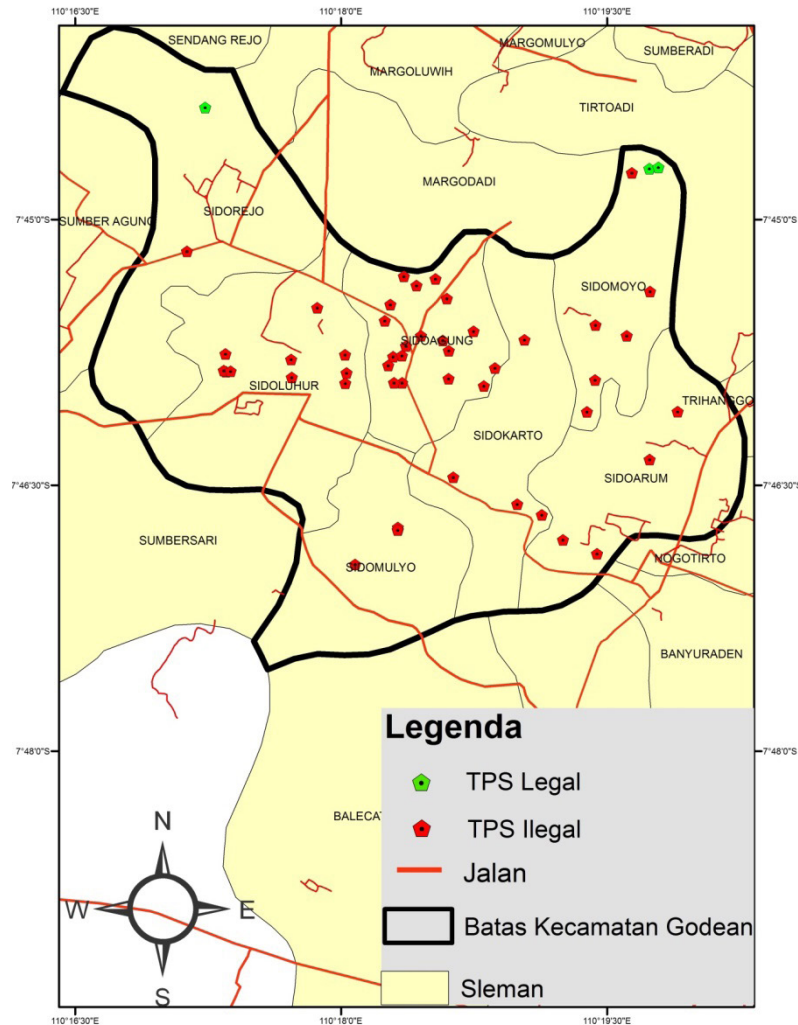 110°16'30"E 110°18'0"E 110°19'30"E
SENDANG REJO
MARGOMULYO
SUMBERADI
MARGOLUWIH
TIRTOADI
MARGODADI
7°45'0"S 7°45'0"S
SIDOREJO
SUMBER AGUNG
SIDOMOYO
SIDOAGUNG
SIDOLUHUR
TRIHANGGO
SIDOKARTO
SIDOARUM
7°46'30"S 7°46'30"S
SUMBERSARI
NOGOTIRTO
SIDOMULYO
BANYURADEN
Legenda
7°48'0"S 7°48'0"S
TPS Legal
BALECAT
TPS Ilegal
N
Jalan
W E
Batas Kecamatan Godean
S
Sleman
110°16'30"E 110°18'0"E 110°19'30"E